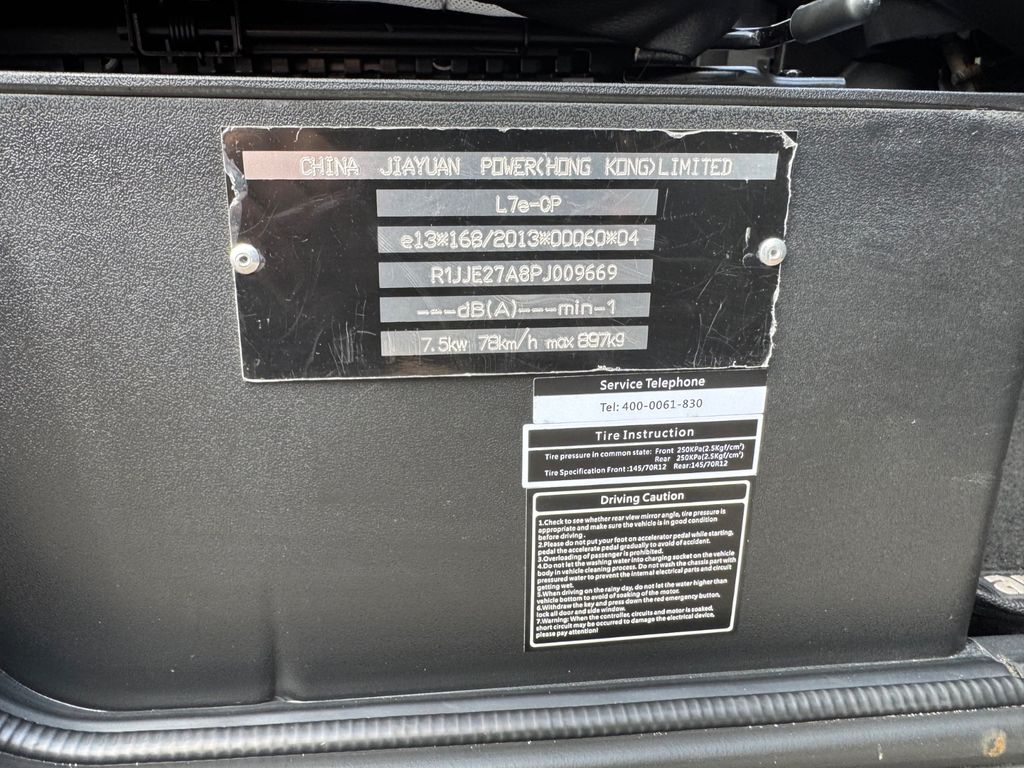 CHINA JIAYUAN POWER(HONG KONG)LIMITED
L7e-CP
e13*168/2013*00060*04
R1JJE27A8PJ009669
---dB(A)---min-1
7.5kw 78km/h max 897kg
Service Telephone
Tel: 400-0061-830
Tire Instruction
Tire pressure in common state: Front 250KPa(2.5Kgf/cm²)
Rear 250KPa(2.5Kgf/cm²)
Tire Specification Front :145/70R12 Rear:145/70R12
Driving Caution
1.Check to see whether rear view mirror angle, tire pressure is
appropriate and make sure the vehicle is in good condition
before driving .
2.Please do not put your foot on accelerator pedal while starting,
pedal the accelerate pedal gradually to avoid of accident.
3.Overloading of passenger is prohibited.
4.Do not let the washing water into charging socket on the vehicle
body in vehicle cleaning process. Do not wash the chassis part with
pressured water to prevent the internal electrical parts and circuit
getting wet.
5.When driving on the rainy day, do not let the water higher than
vehicle bottom to avoid of soaking of the motor.
6.Withdraw the key and press down the red emergency button,
lock all door and side window.
7.Warning: When the controller, circuits and motor is soaked,
short circuit may be occurred to damage the electrical device,
please pay attention!